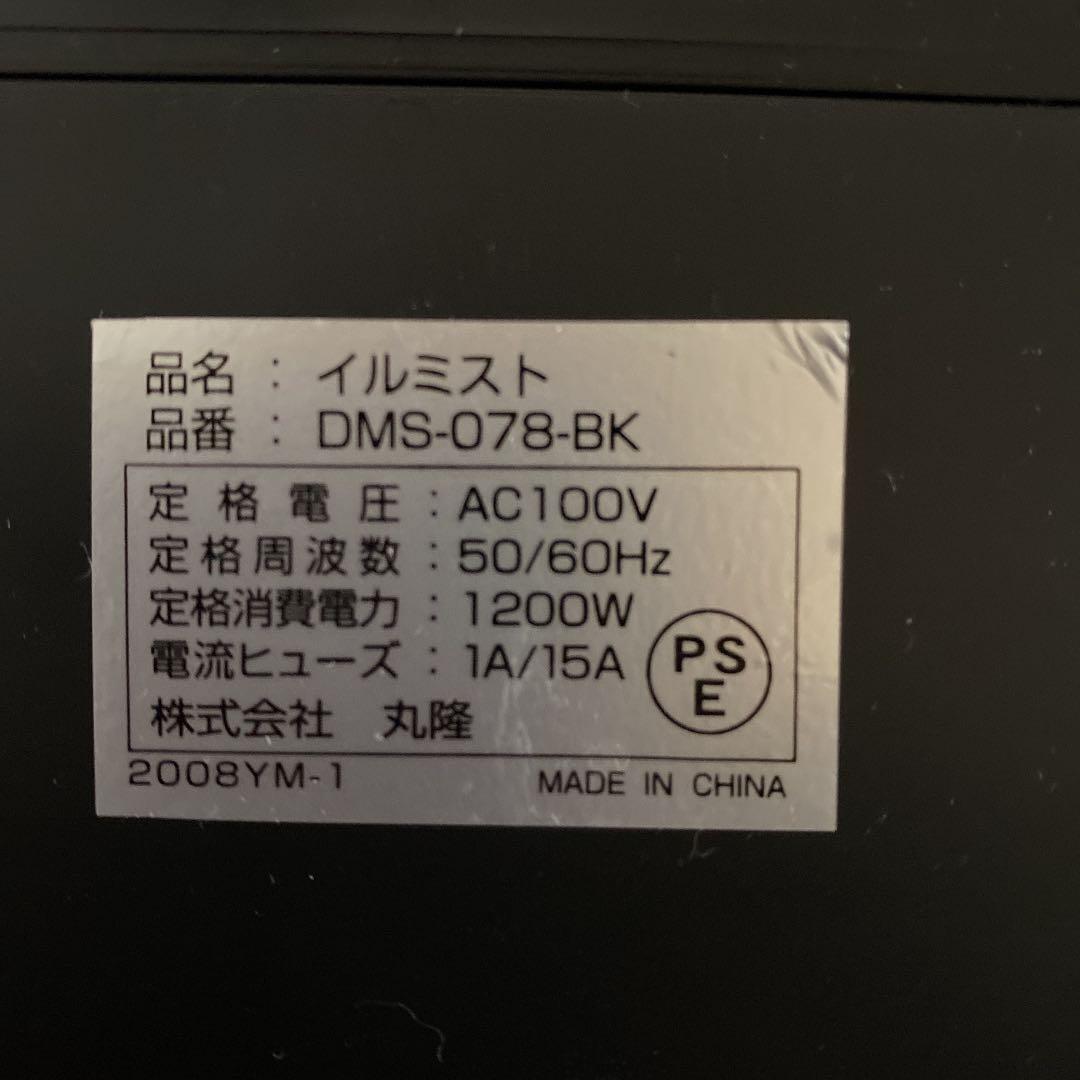 品名 : イルミスト
品番 : DMS-078-BK
定格電圧 : AC100V
定格周波数 : 50/60Hz
定格消費電力 : 1200W
電流ヒューズ : 1A/15A
PS
E
株式会社 丸隆
2008YM-1
MADE IN CHINA